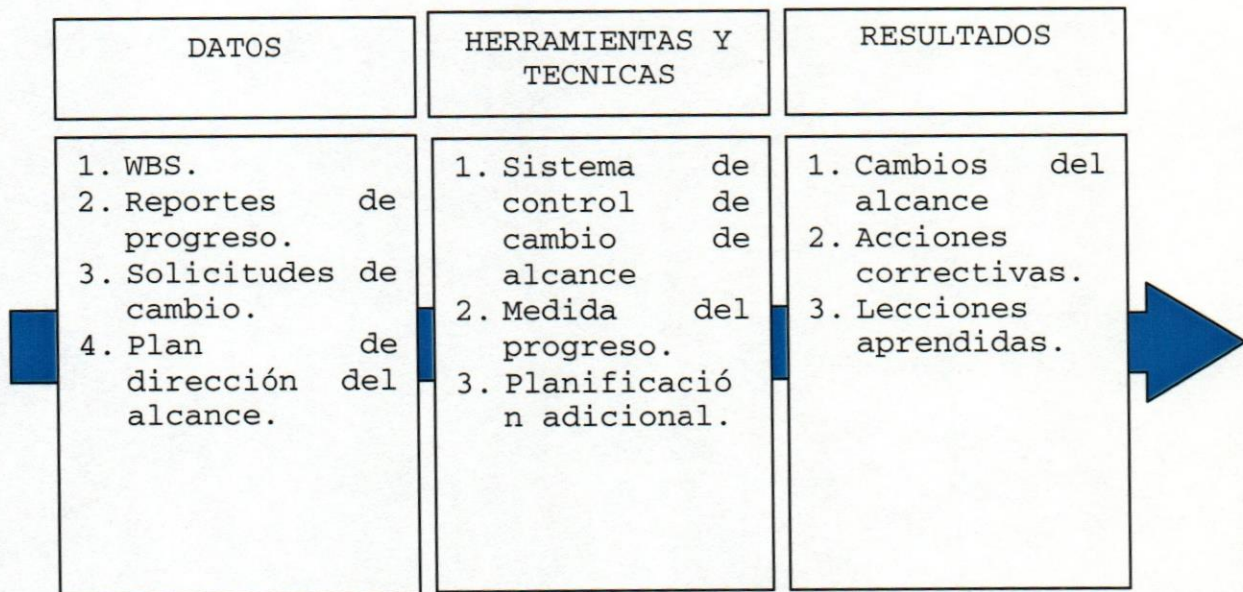 DATOS
1. WBS.
2. Reportes de
progreso.
3. Solicitudes de
cambio.
4. Plan de
dirección del
alcance.
HERRAMIENTAS Y
TECNICAS
1. Sistema de
control de
cambio de
alcance
2. Medida del
progreso.
3. Planificació
n adicional.
RESULTADOS
1. Cambios del
alcance
2. Acciones
correctivas.
3. Lecciones
aprendidas.